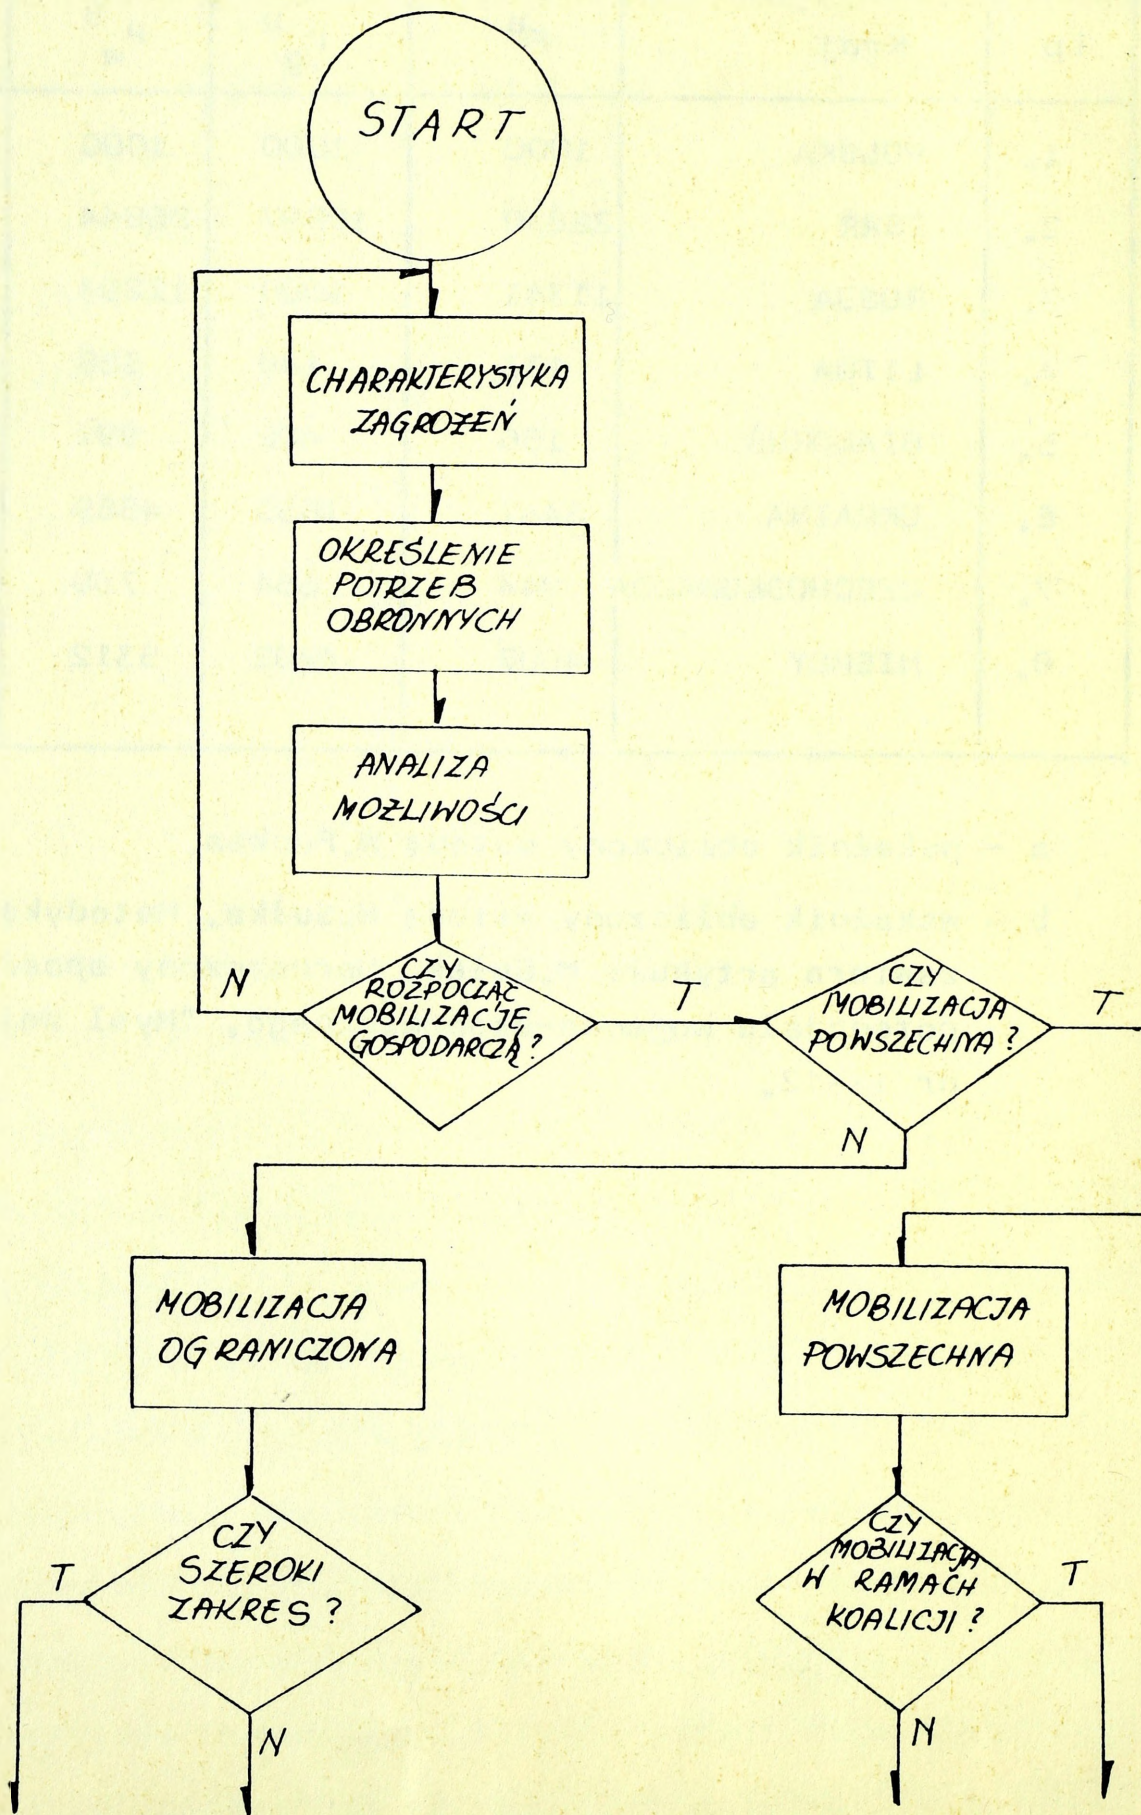 START
CHARAKTERYSTYKA
ZAGROŻEŃ
OKREŚLENIE
POTRZEB
OBRONNYCH
ANALIZA
MOŻLIWOŚCI
N
CZY
ROZPOCZĄĆ
MOBILIZACJĘ
GOSPODARCZĄ?
T
CZY
MOBILIZACJA
POWSZECHNA?
T
N
MOBILIZACJA
OGRANICZONA
MOBILIZACJA
POWSZECHNA
CZY
SZEROKI
ZAKRES?
T
N
CZY
MOBILIZACJA
W RAMACH
KOALICJI?
T
N